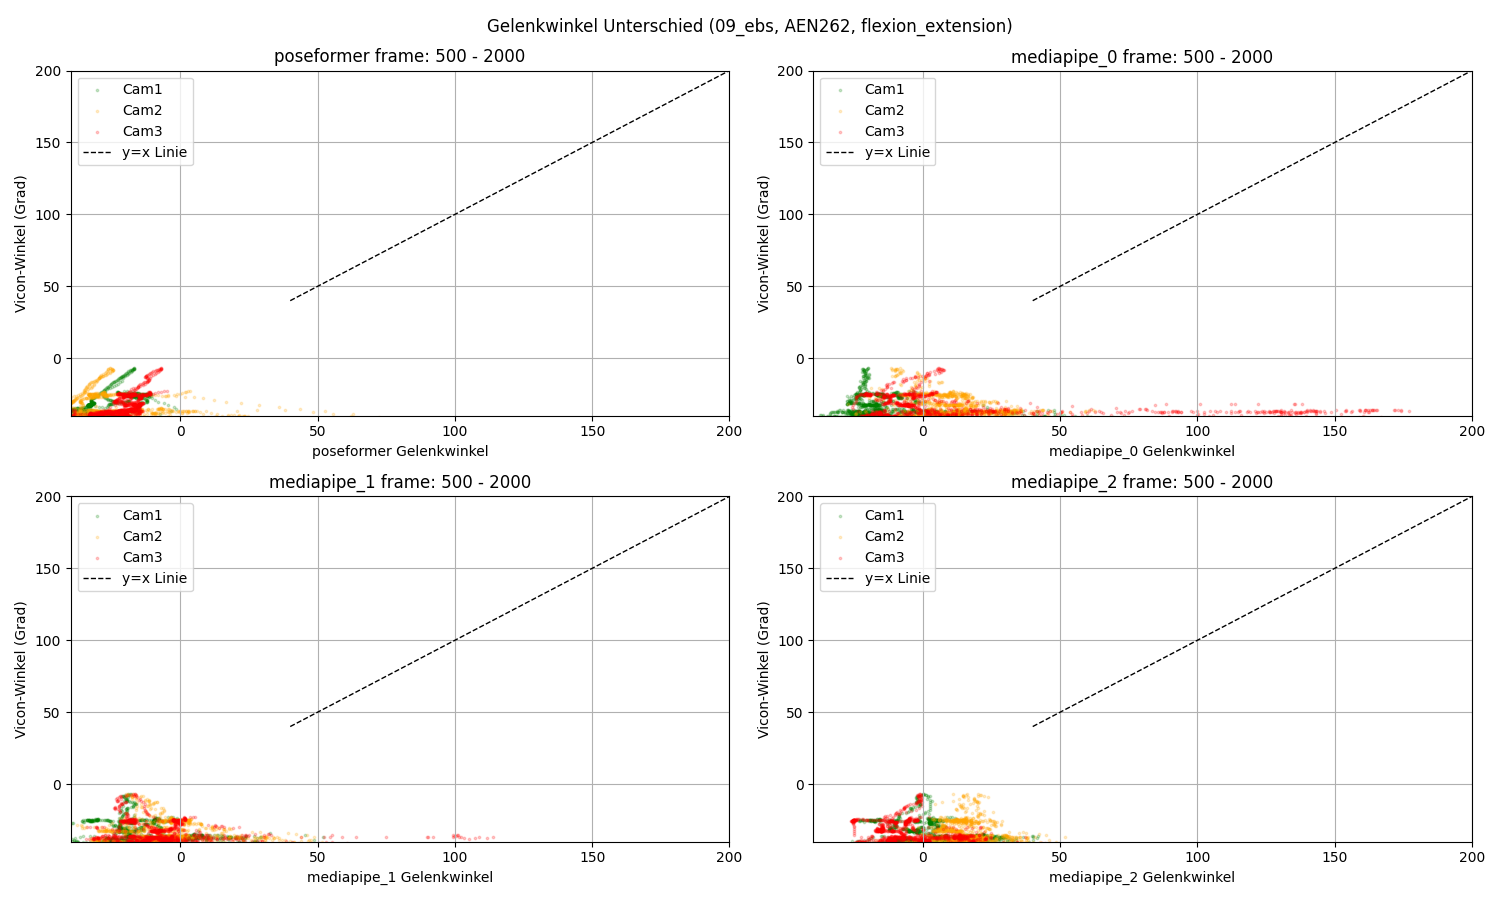 Gelenkwinkel Unterschied (09_ebs, AEN262, flexion_extension)
poseformer frame: 500 - 2000
200
150
100
50
0
Vicon-Winkel (Grad)
Cam1
Cam2
Cam3
y=x Linie
0 50 100 150 200
poseformer Gelenkwinkel
mediapipe_0 frame: 500 - 2000
200
150
100
50
0
Vicon-Winkel (Grad)
Cam1
Cam2
Cam3
y=x Linie
0 50 100 150 200
mediapipe_0 Gelenkwinkel
mediapipe_1 frame: 500 - 2000
200
150
100
50
0
Vicon-Winkel (Grad)
Cam1
Cam2
Cam3
y=x Linie
0 50 100 150 200
mediapipe_1 Gelenkwinkel
mediapipe_2 frame: 500 - 2000
200
150
100
50
0
Vicon-Winkel (Grad)
Cam1
Cam2
Cam3
y=x Linie
0 50 100 150 200
mediapipe_2 Gelenkwinkel